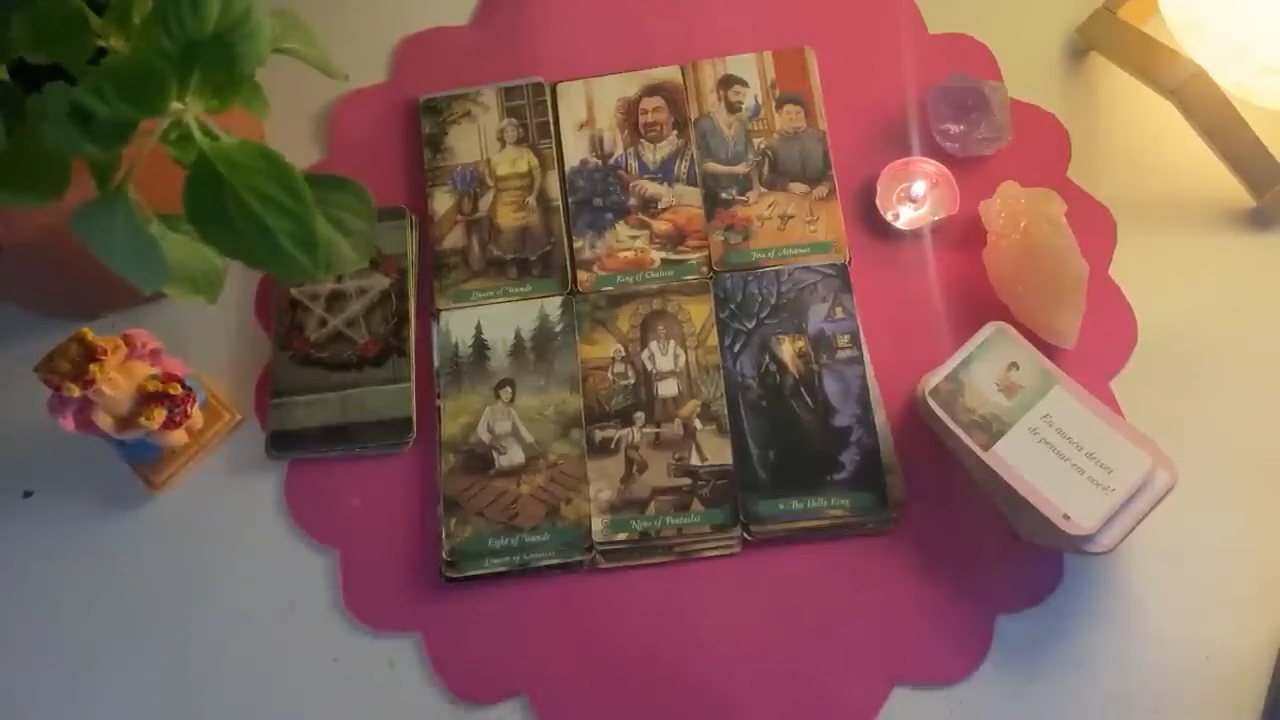 Queen of Wands
King of Chalices
Ten of Athames
Eight of Wands
Nine of Pentacles
9 - The Holly King
Eu nunca deixei
de pensar em você!